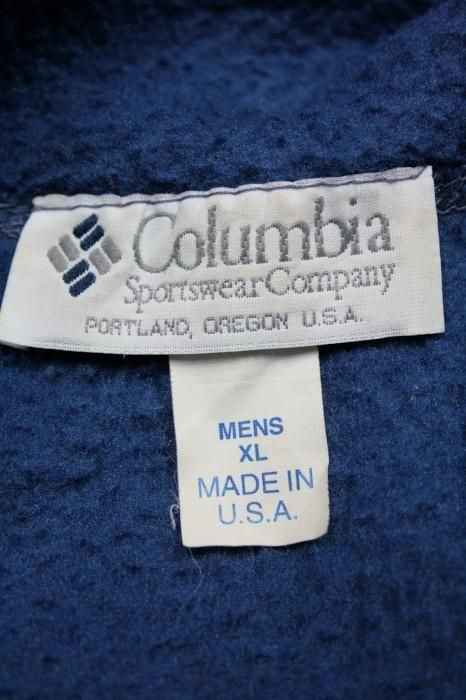 Columbia
Sportswear Company
PORTLAND, OREGON U.S.A.
MENS
XL
MADE IN
U.S.A.